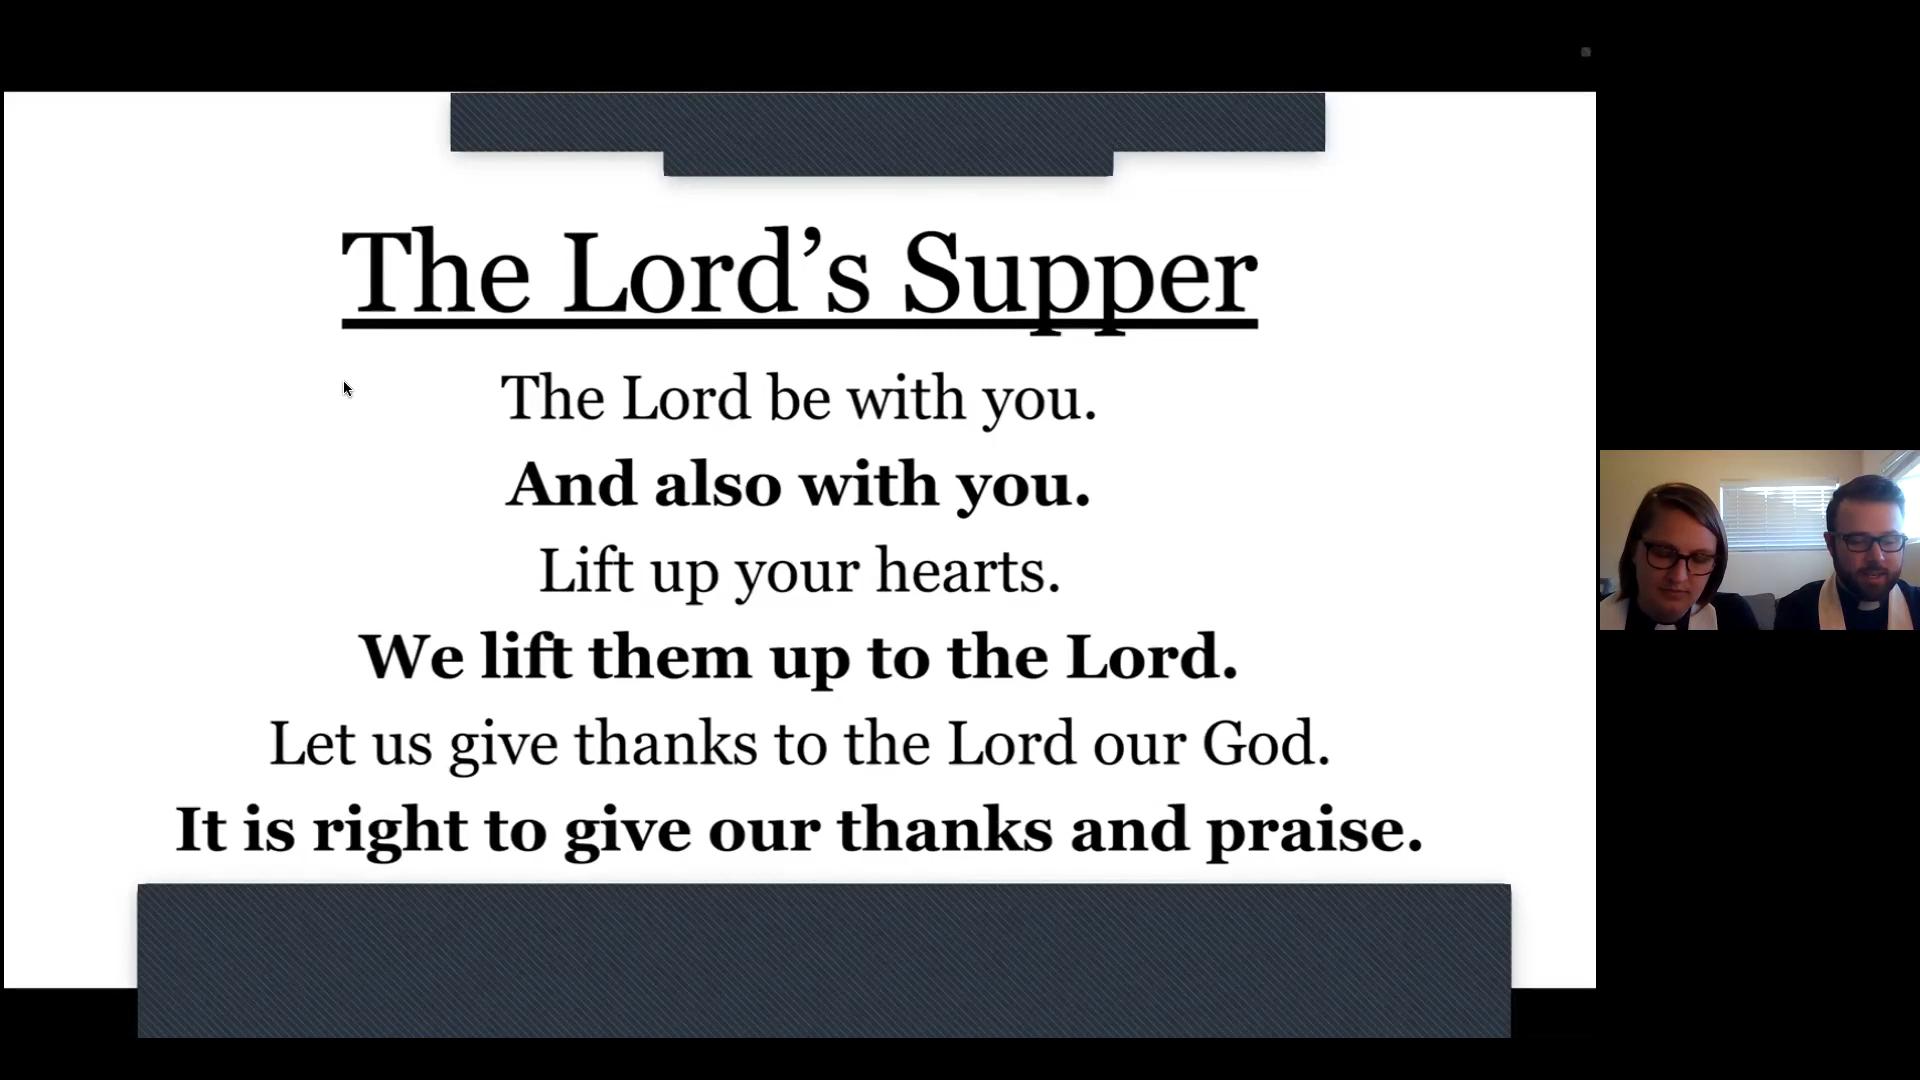 The Lord’s Supper
The Lord be with you.
And also with you.
Lift up your hearts.
We lift them up to the Lord.
Let us give thanks to the Lord our God.
It is right to give our thanks and praise.